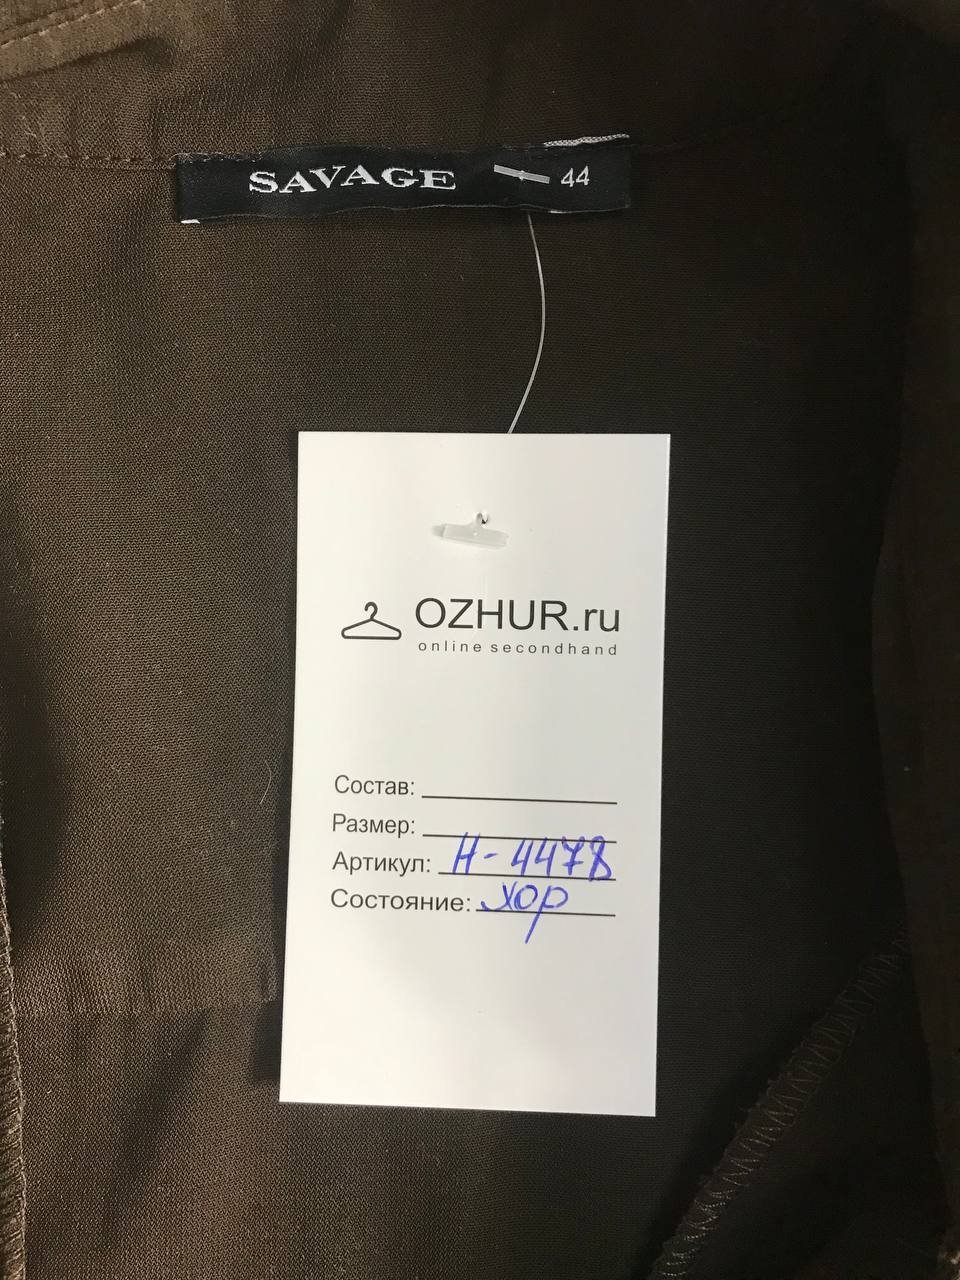 SAVAGE 44
OZHUR.ru
online secondhand
Состав:
Размер:
Артикул: Н-4478
Состояние: хор